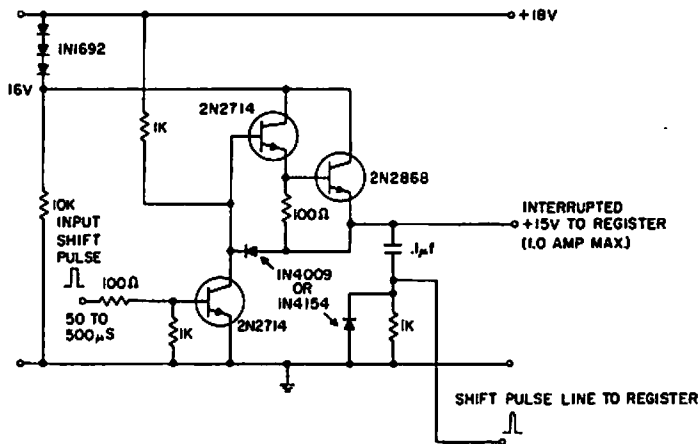 +18V
1N1692
16V
2N2714
1K
2N2868
10K
100Ω
INTERRUPTED
+15V TO REGISTER
(1.0 AMP MAX.)
INPUT
SHIFT
PULSE
.1μf
100Ω
1N4009
OR
1N4154
50 TO
500μS
1K
2N2714
1K
SHIFT PULSE LINE TO REGISTER